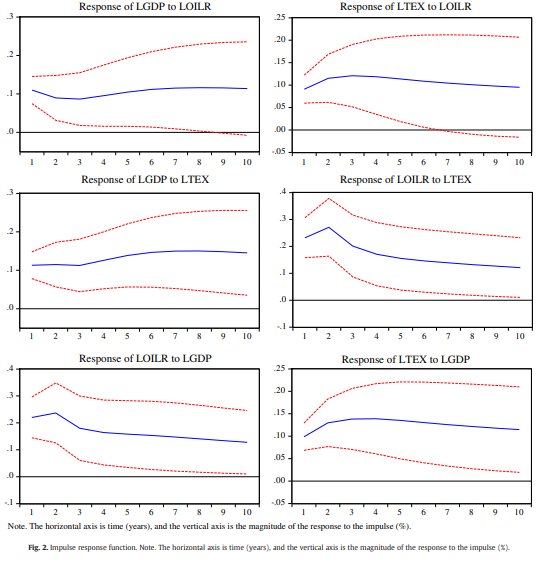 Response of LGDP to LOILR
.3
.2
.1
.0
1 2 3 4 5 6 7 8 9 10
Response of LTEX to LOILR
.25
.20
.15
.10
.05
.00
-.05
1 2 3 4 5 6 7 8 9 10
Response of LGDP to LTEX
.3
.2
.1
.0
1 2 3 4 5 6 7 8 9 10
Response of LOILR to LTEX
.4
.3
.2
.1
.0
-.1
1 2 3 4 5 6 7 8 9 10
Response of LOILR to LGDP
.4
.3
.2
.1
.0
-.1
1 2 3 4 5 6 7 8 9 10
Response of LTEX to LGDP
.25
.20
.15
.10
.05
.00
-.05
1 2 3 4 5 6 7 8 9 10
Note. The horizontal axis is time (years), and the vertical axis is the magnitude of the response to the impulse (%).
Fig. 2. Impulse response function. Note. The horizontal axis is time (years), and the vertical axis is the magnitude of the response to the impulse (%).